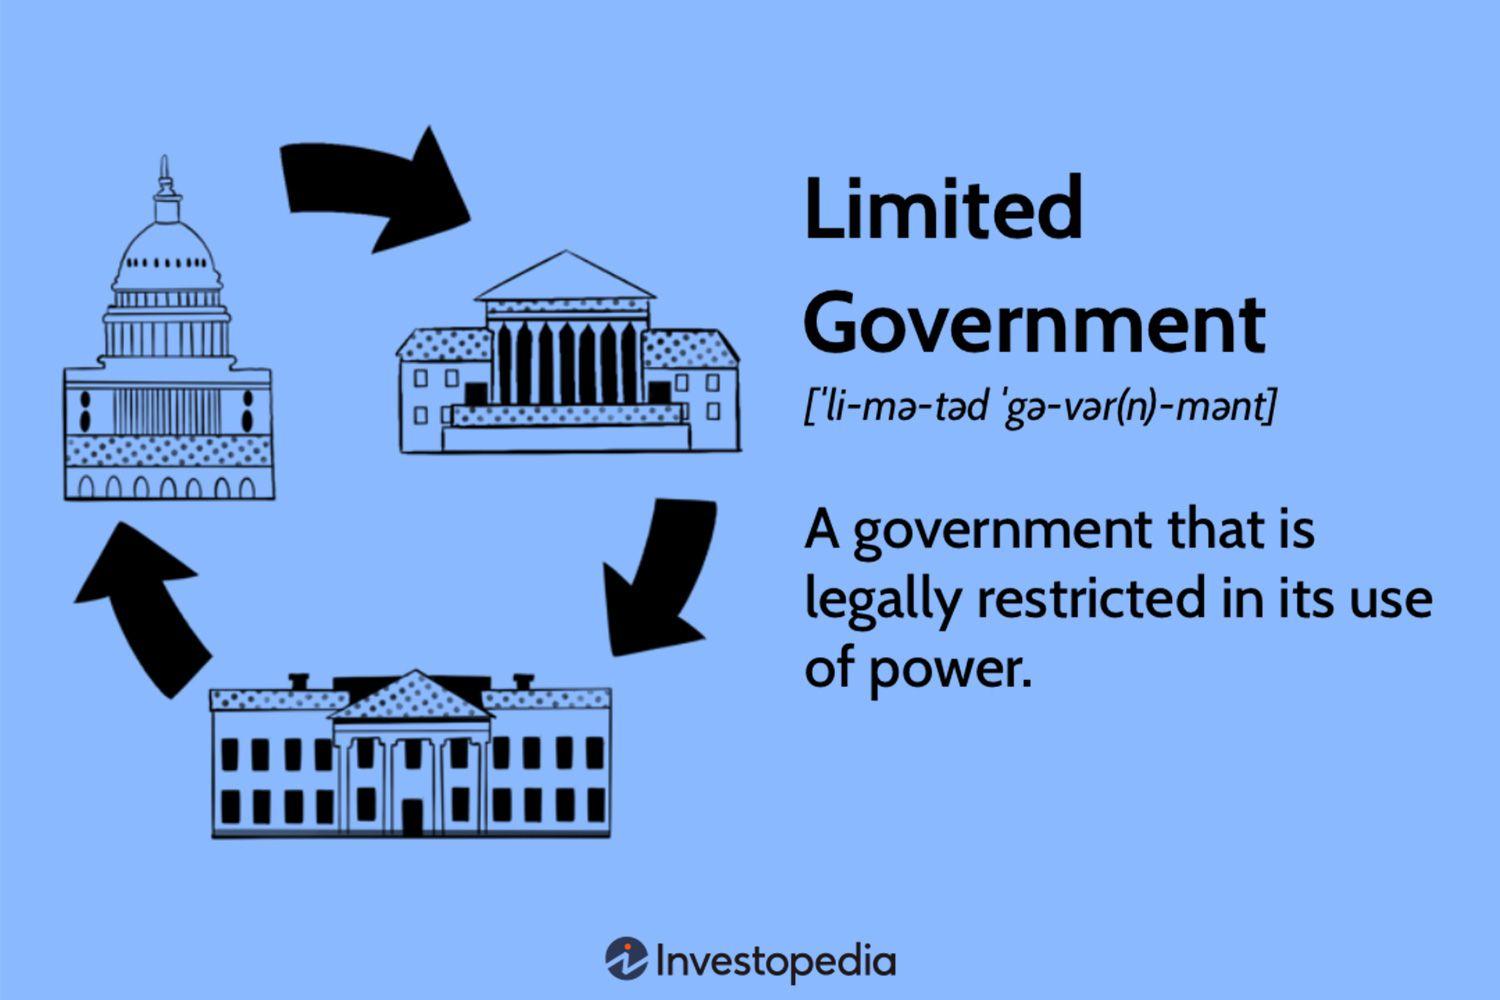 Limited
Government
[ˈli-mə-təd ˈgə-vər(n)-mənt]
A government that is
legally restricted in its use
of power.
Investopedia